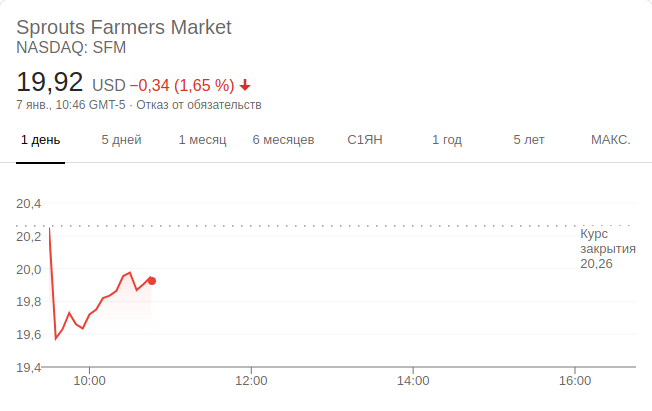 Sprouts Farmers Market
NASDAQ: SFM
19,92 USD −0,34 (1,65 %)
7 янв., 10:46 GMT-5 · Отказ от обязательств
1 день 5 дней 1 месяц 6 месяцев С1ЯН 1 год 5 лет МАКС.
20,4
20,2
20,0
19,8
19,6
19,4
Курс
закрытия
20,26
10:00 12:00 14:00 16:00